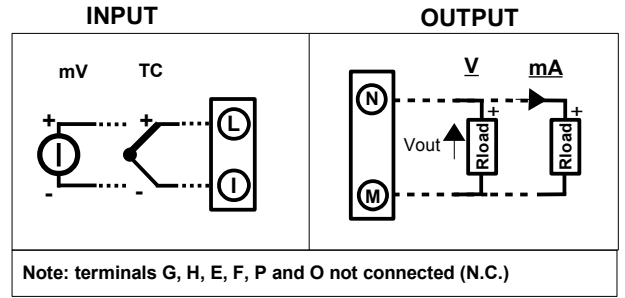 INPUT
OUTPUT
mV TC
+ +
L
- -
I
V mA
N
+ +
Vout
Rload
Rload
M
Note: terminals G, H, E, F, P and O not connected (N.C.)